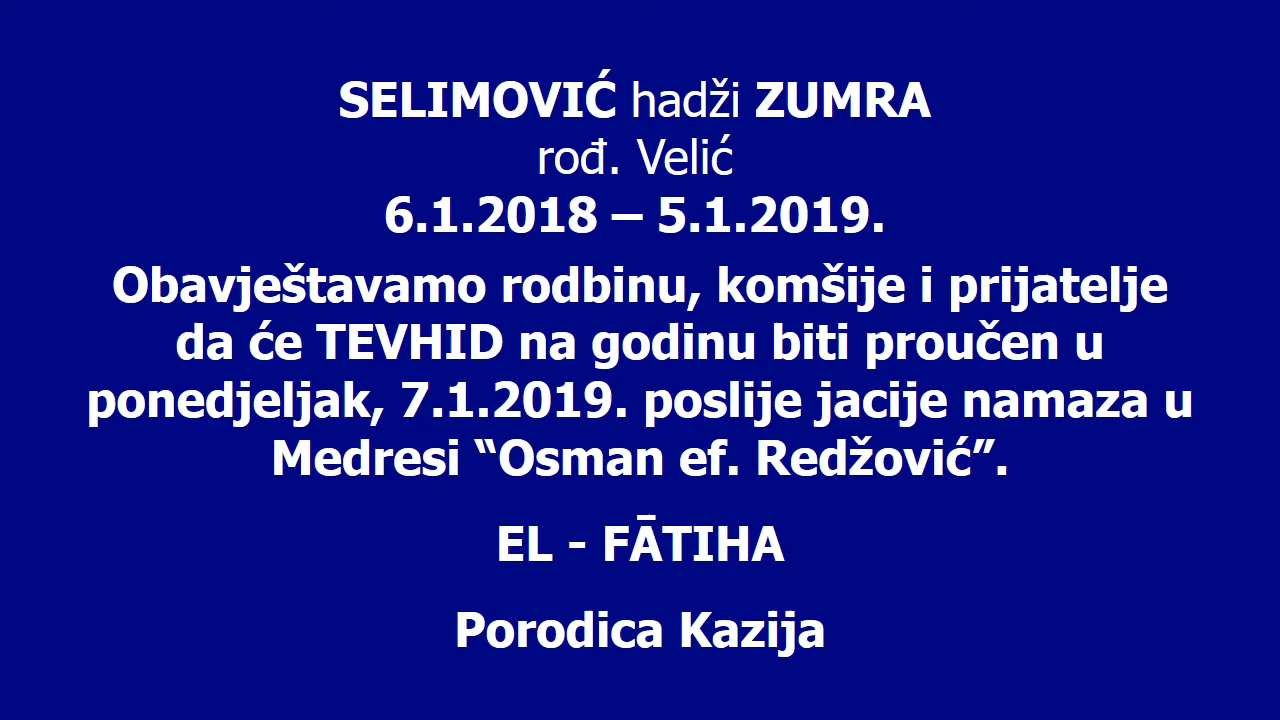 SELIMOVIĆ hadži ZUMRA
rođ. Velić
6.1.2018 – 5.1.2019.
Obavještavamo rodbinu, komšije i prijatelje
da će TEVHID na godinu biti proučen u
ponedjeljak, 7.1.2019. poslije jacije namaza u
Medresi “Osman ef. Redžović”.
EL - FĀTIHA
Porodica Kazija